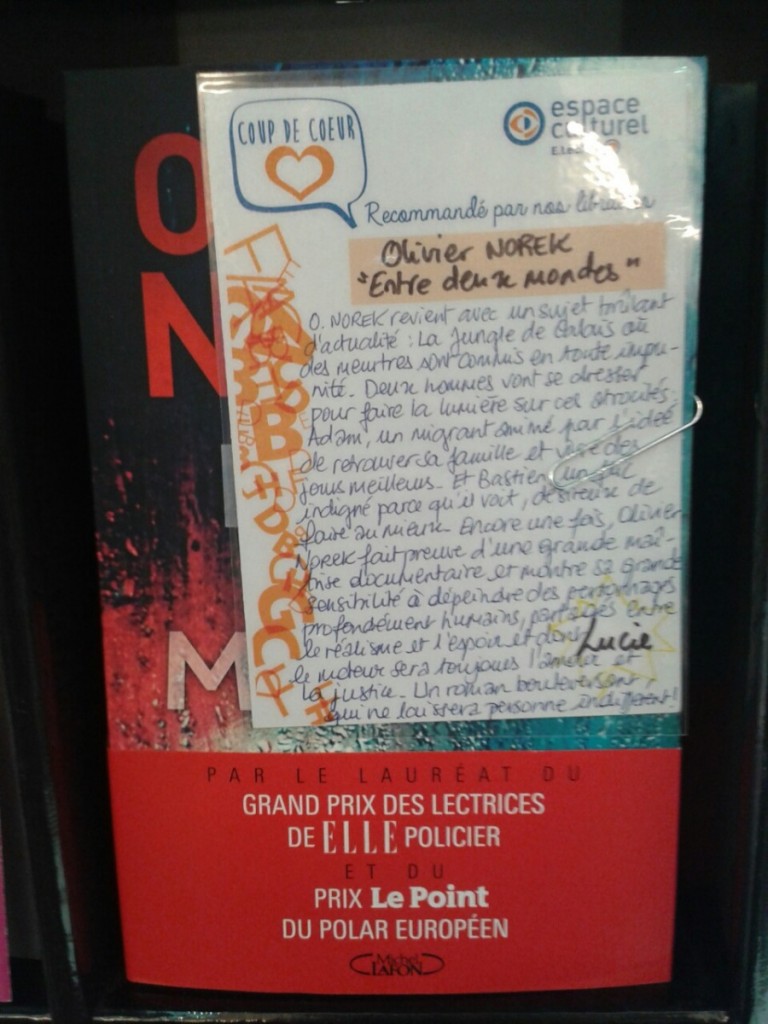 COUP DE COEUR
espace
culturel
E.Leclerc
Recommandé par nos libraires
Olivier NOREK
"Entre deux mondes"
O. NOREK revient avec un sujet brûlant
d'actualité : La Jungle de Calais où
des meurtres sont commis en toute impu-
nité. Deux hommes vont se dresser
pour faire la lumière sur ces atrocités.
Adam, un migrant animé par l'idée
de retrouver sa famille et vivre des
jours meilleurs. Et Bastien, un flic
indigné parce qu'il voit, désireux de
faire au mieux. Encore une fois, Olivier
NOREK fait preuve d'une grande maî-
trise documentaire et montre sa grande
sensibilité à dépeindre des personnages
profondément humains, partagés entre
le réalisme et l'espoir et dont
le moteur sera toujours l'amour et
la justice. Un roman bouleversant,
qui ne laissera personne indifférent!
Lucie
O
N
M
PAR LE LAURÉAT DU
GRAND PRIX DES LECTRICES
DE ELLE POLICIER
ET DU
PRIX Le Point
DU POLAR EUROPÉEN
Michel
LAFON